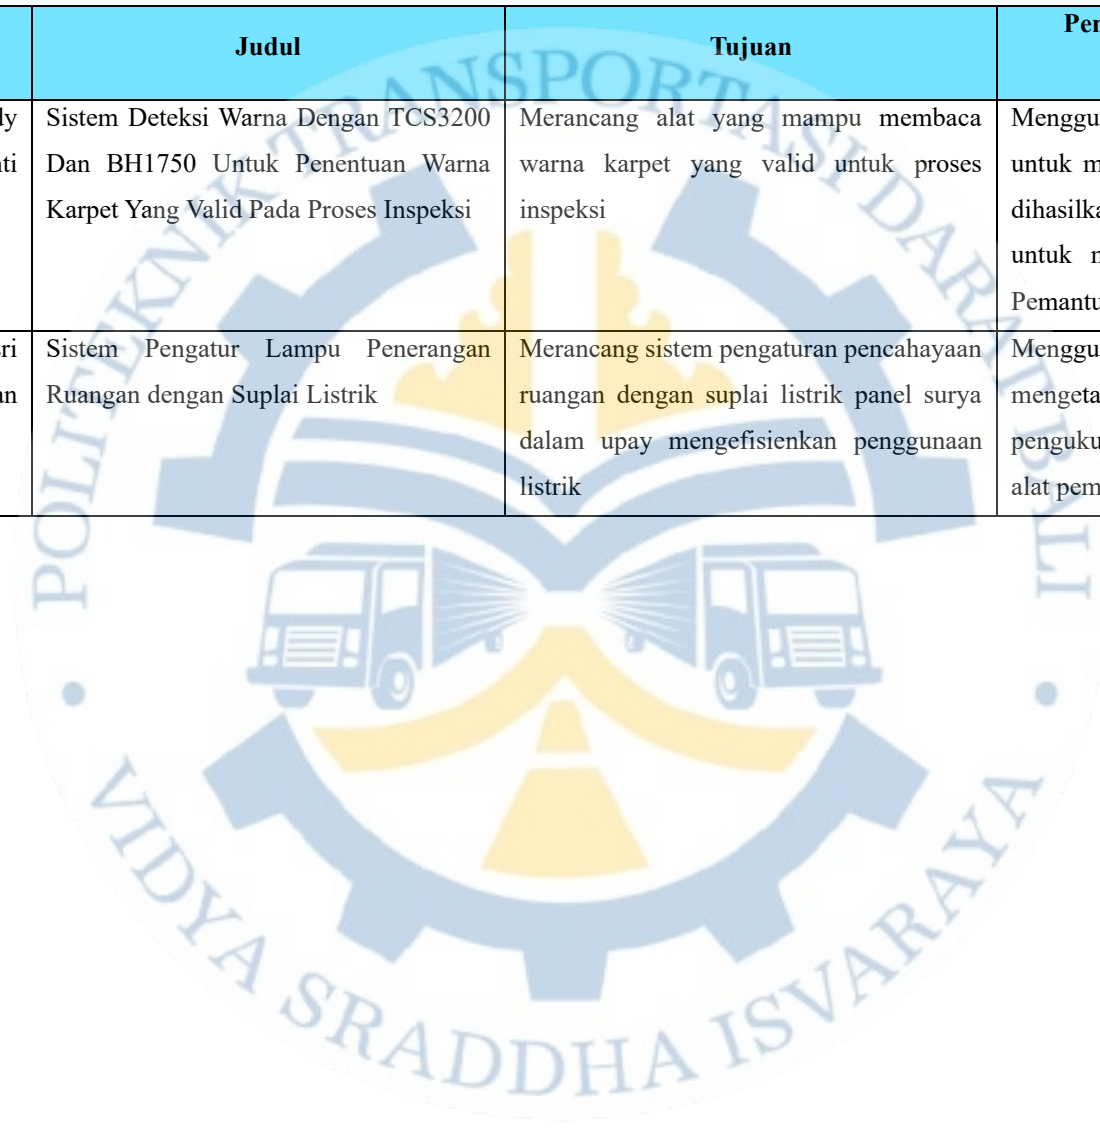 Judul Tujuan Per
dy Sistem Deteksi Warna Dengan TCS3200 Merancang alat yang mampu membaca Menggu
nti Dan BH1750 Untuk Penentuan Warna warna karpet yang valid untuk proses untuk m
Karpet Yang Valid Pada Proses Inspeksi inspeksi dihasilka
untuk m
Pemantu
ri Sistem Pengatur Lampu Penerangan Merancang sistem pengaturan pencahayaan Menggu
an Ruangan dengan Suplai Listrik ruangan dengan suplai listrik panel surya mengeta
dalam upay mengefisienkan penggunaan penguku
listrik alat pem
POLITEKNIK TRANSPORTASI DARAT BALI
VIDYA SRADDHA ISVARAYA